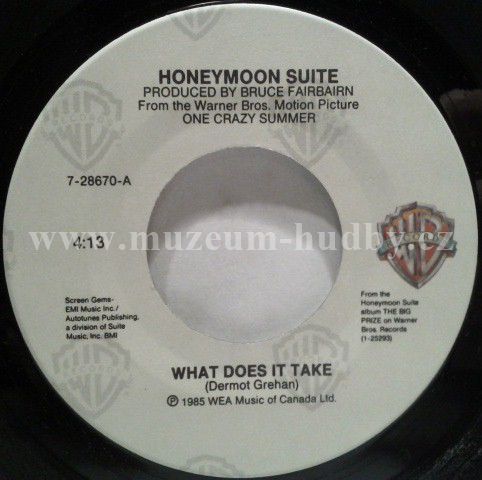 HONEYMOON SUITE
PRODUCED BY BRUCE FAIRBAIRN
From the Warner Bros. Motion Picture
ONE CRAZY SUMMER
7-28670-A
www.muzeum-hudby.cz
4:13
Screen Gems-
EMI Music Inc./
Autotunes Publishing,
a division of Suite
Music, Inc. BMI
From the
Honeymoon Suite
album THE BIG
PRIZE on Warner
Bros. Records
(1-25293)
WHAT DOES IT TAKE
(Dermot Grehan)
℗ 1985 WEA Music of Canada Ltd.